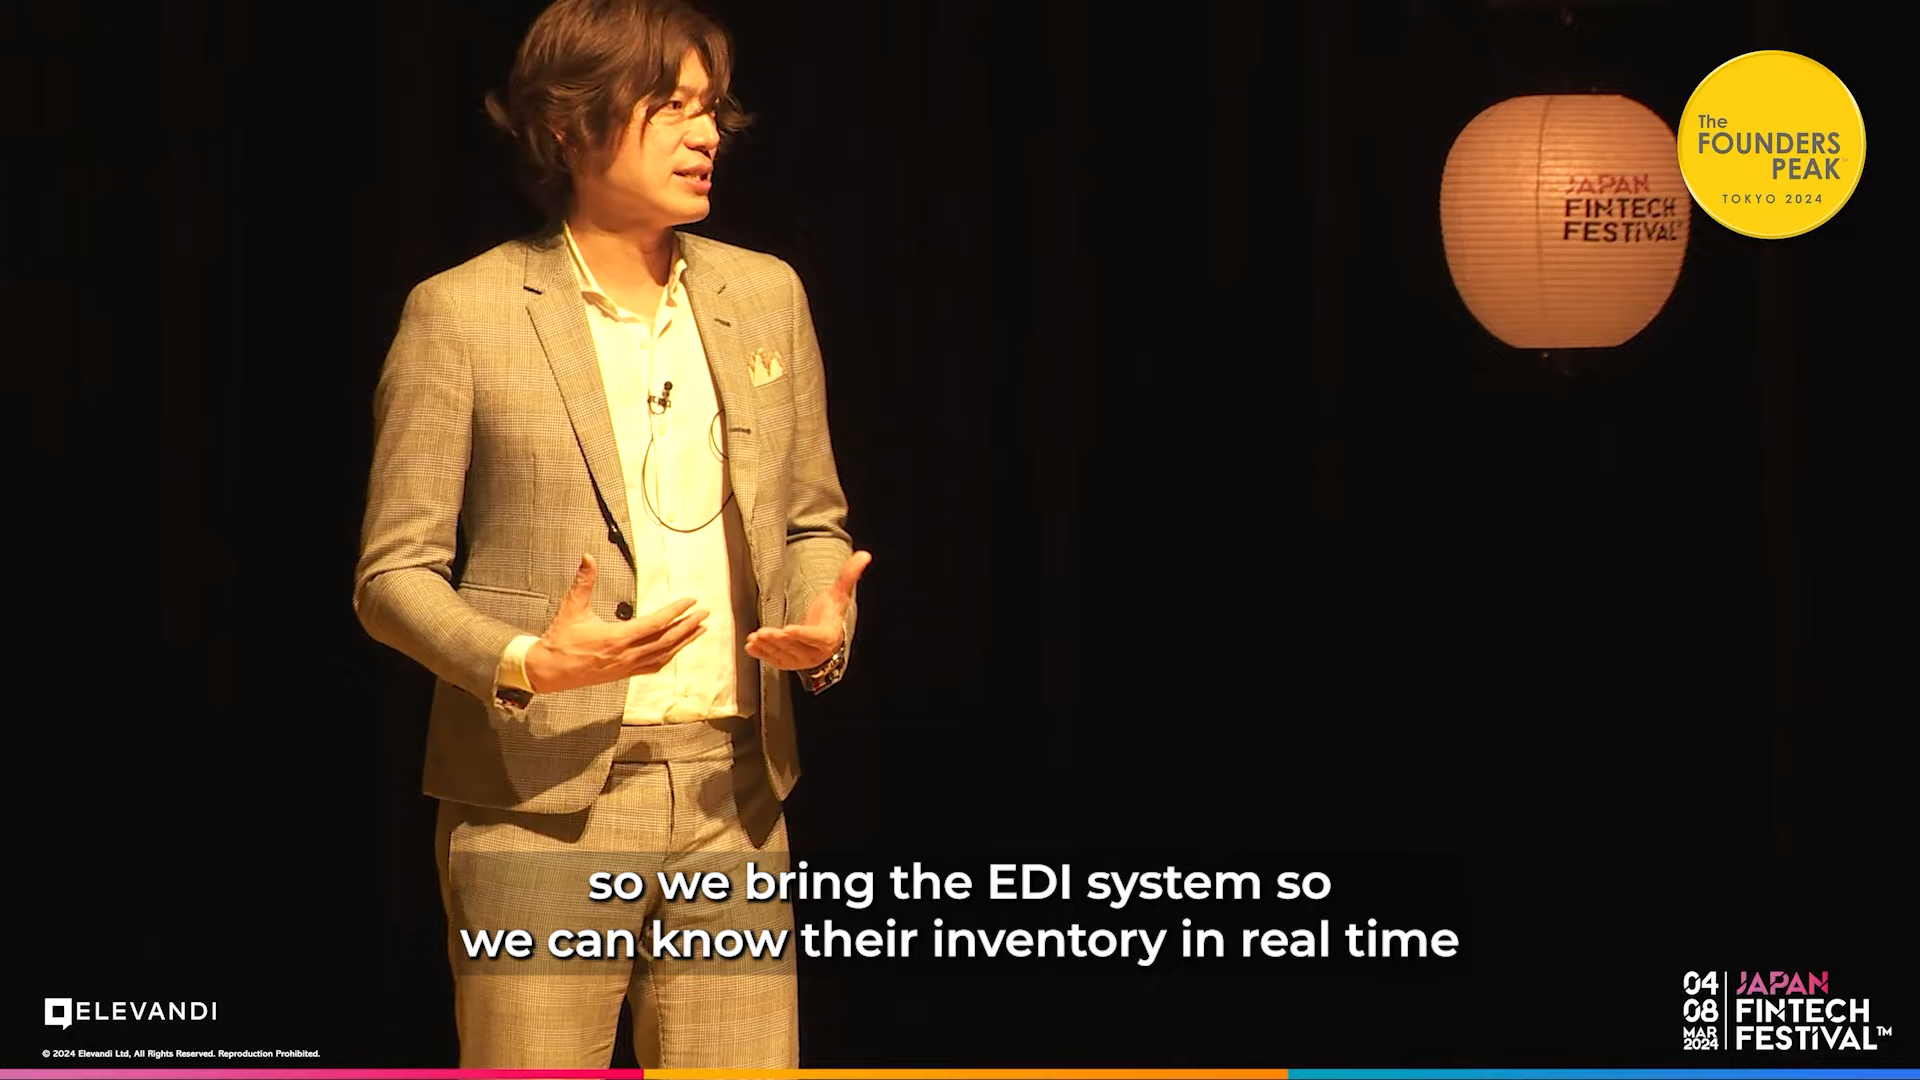 The
FOUNDERS
PEAK
TOKYO 2024
JAPAN
FINTECH
FESTIVAL
so we bring the EDI system so
we can know their inventory in real time
ELEVANDI
© 2024 Elevandi Ltd, All Rights Reserved. Reproduction Prohibited.
04
08
MAR
2024
JAPAN
FINTECH
FESTIVAL™